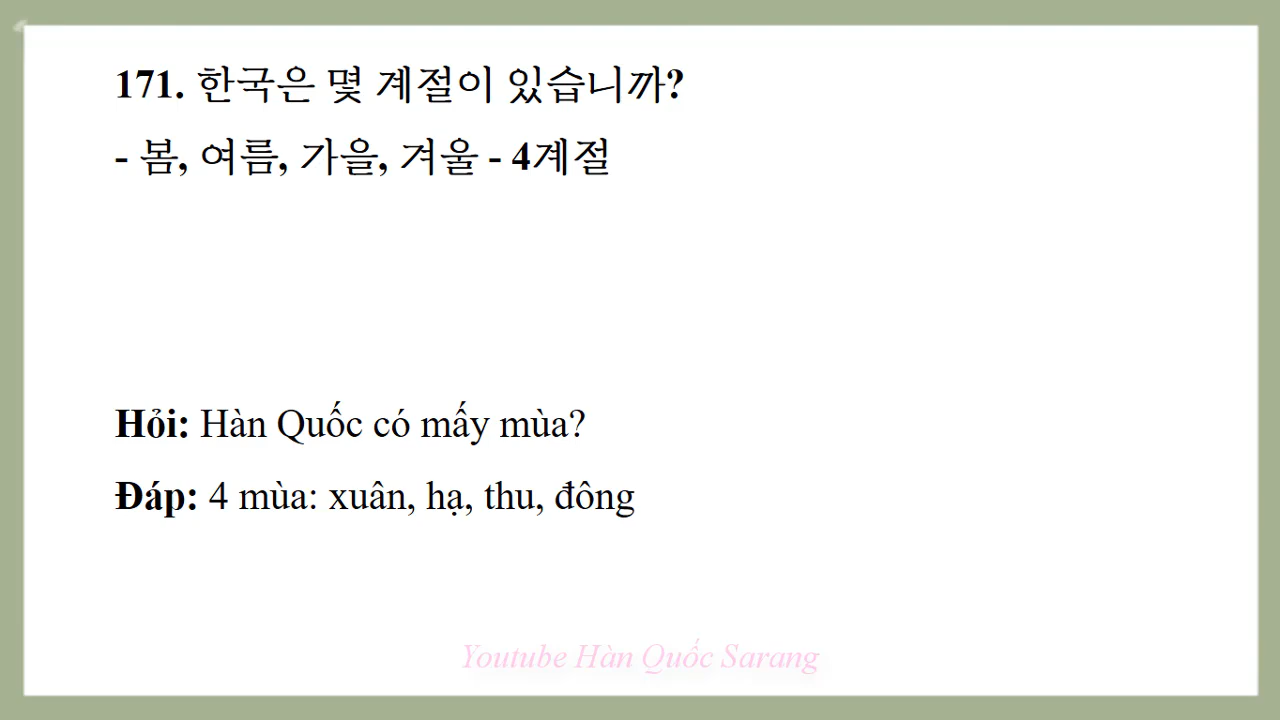 171. 한국은 몇 계절이 있습니까?
- 봄, 여름, 가을, 겨울 - 4계절
Hỏi: Hàn Quốc có mấy mùa?
Đáp: 4 mùa: xuân, hạ, thu, đông
Youtube Hàn Quốc Sarang